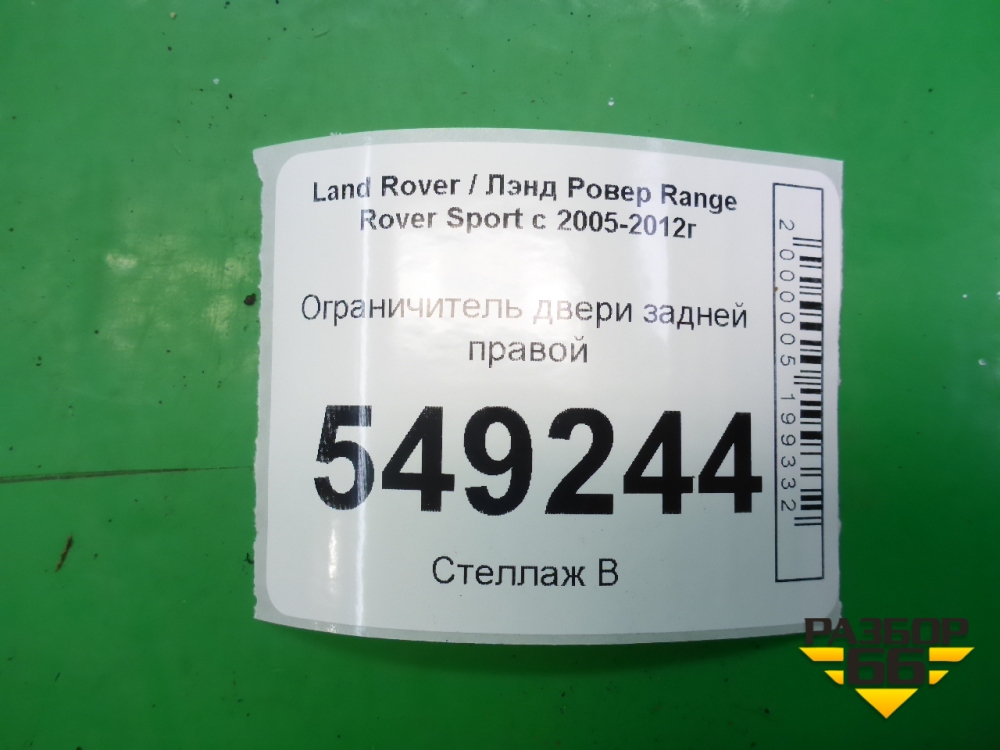 Land Rover / Лэнд Ровер Range
Rover Sport с 2005-2012г
Ограничитель двери задней
правой
549244
Стеллаж В
2000005199332
РАЗБОР
66